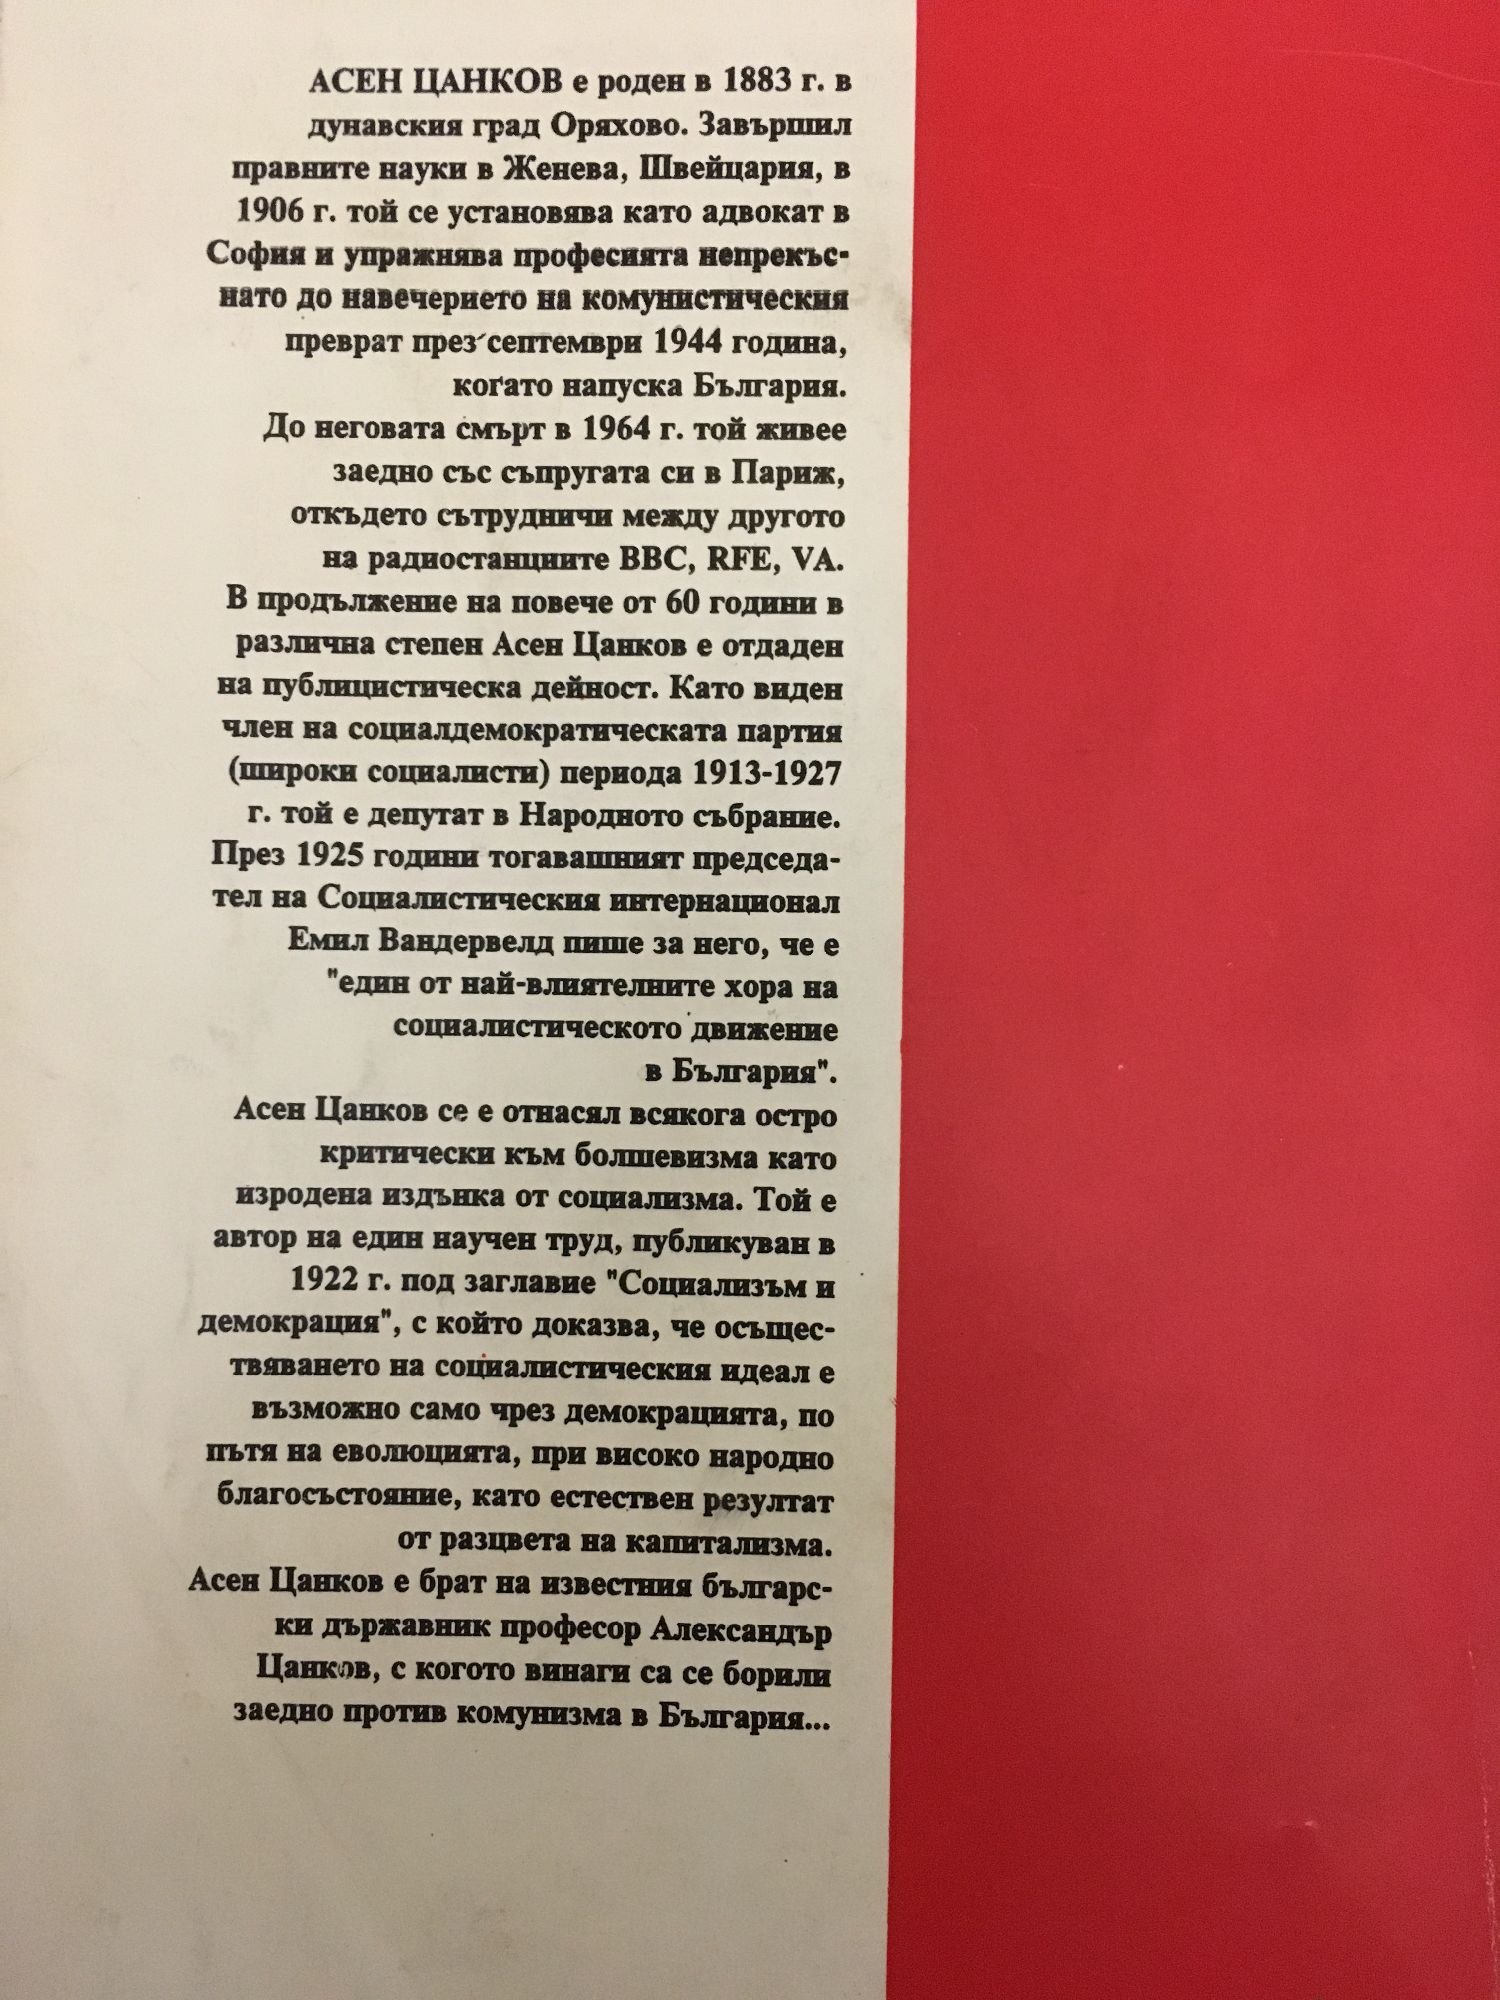 АСЕН ЦАНКОВ е роден в 1883 г. в
дунавския град Оряхово. Завършил
правните науки в Женева, Швейцария, в
1906 г. той се установява като адвокат в
София и упражнява професията непрекъс-
нато до навечерието на комунистическия
преврат през септември 1944 година,
когато напуска България.
До неговата смърт в 1964 г. той живее
заедно със съпругата си в Париж,
откъдето сътрудничи между другото
на радиостанциите BBC, RFE, VA.
В продължение на повече от 60 години в
различна степен Асен Цанков е отдаден
на публицистическа дейност. Като виден
член на социалдемократическата партия
(широки социалисти) периода 1913-1927
г. той е депутат в Народното събрание.
През 1925 години тогавашният председа-
тел на Социалистическия интернационал
Емил Вандервелд пише за него, че е
"един от най-влиятелните хора на
социалистическото движение
в България".
Асен Цанков се е отнасял всякога остро
критически към болшевизма като
изродена издънка от социализма. Той е
автор на един научен труд, публикуван в
1922 г. под заглавие "Социализъм и
демокрация", с който доказва, че осъщес-
твяването на социалистическия идеал е
възможно само чрез демокрацията, по
пътя на еволюцията, при високо народно
благосъстояние, като естествен резултат
от разцвета на капитализма.
Асен Цанков е брат на известния българс-
ки държавник професор Александър
Цанков, с когото винаги са се борили
заедно против комунизма в България...